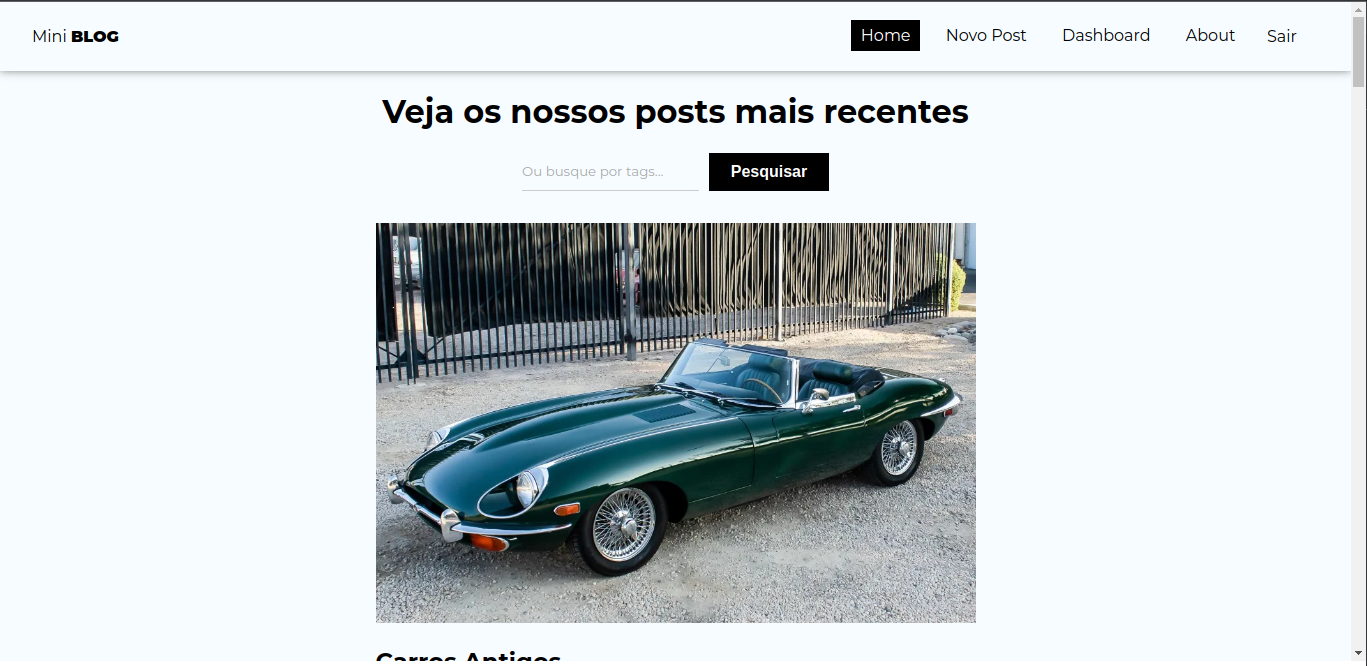 Mini BLOG
Home Novo Post Dashboard About Sair
Veja os nossos posts mais recentes
Ou busque por tags... Pesquisar
Carros Antigos